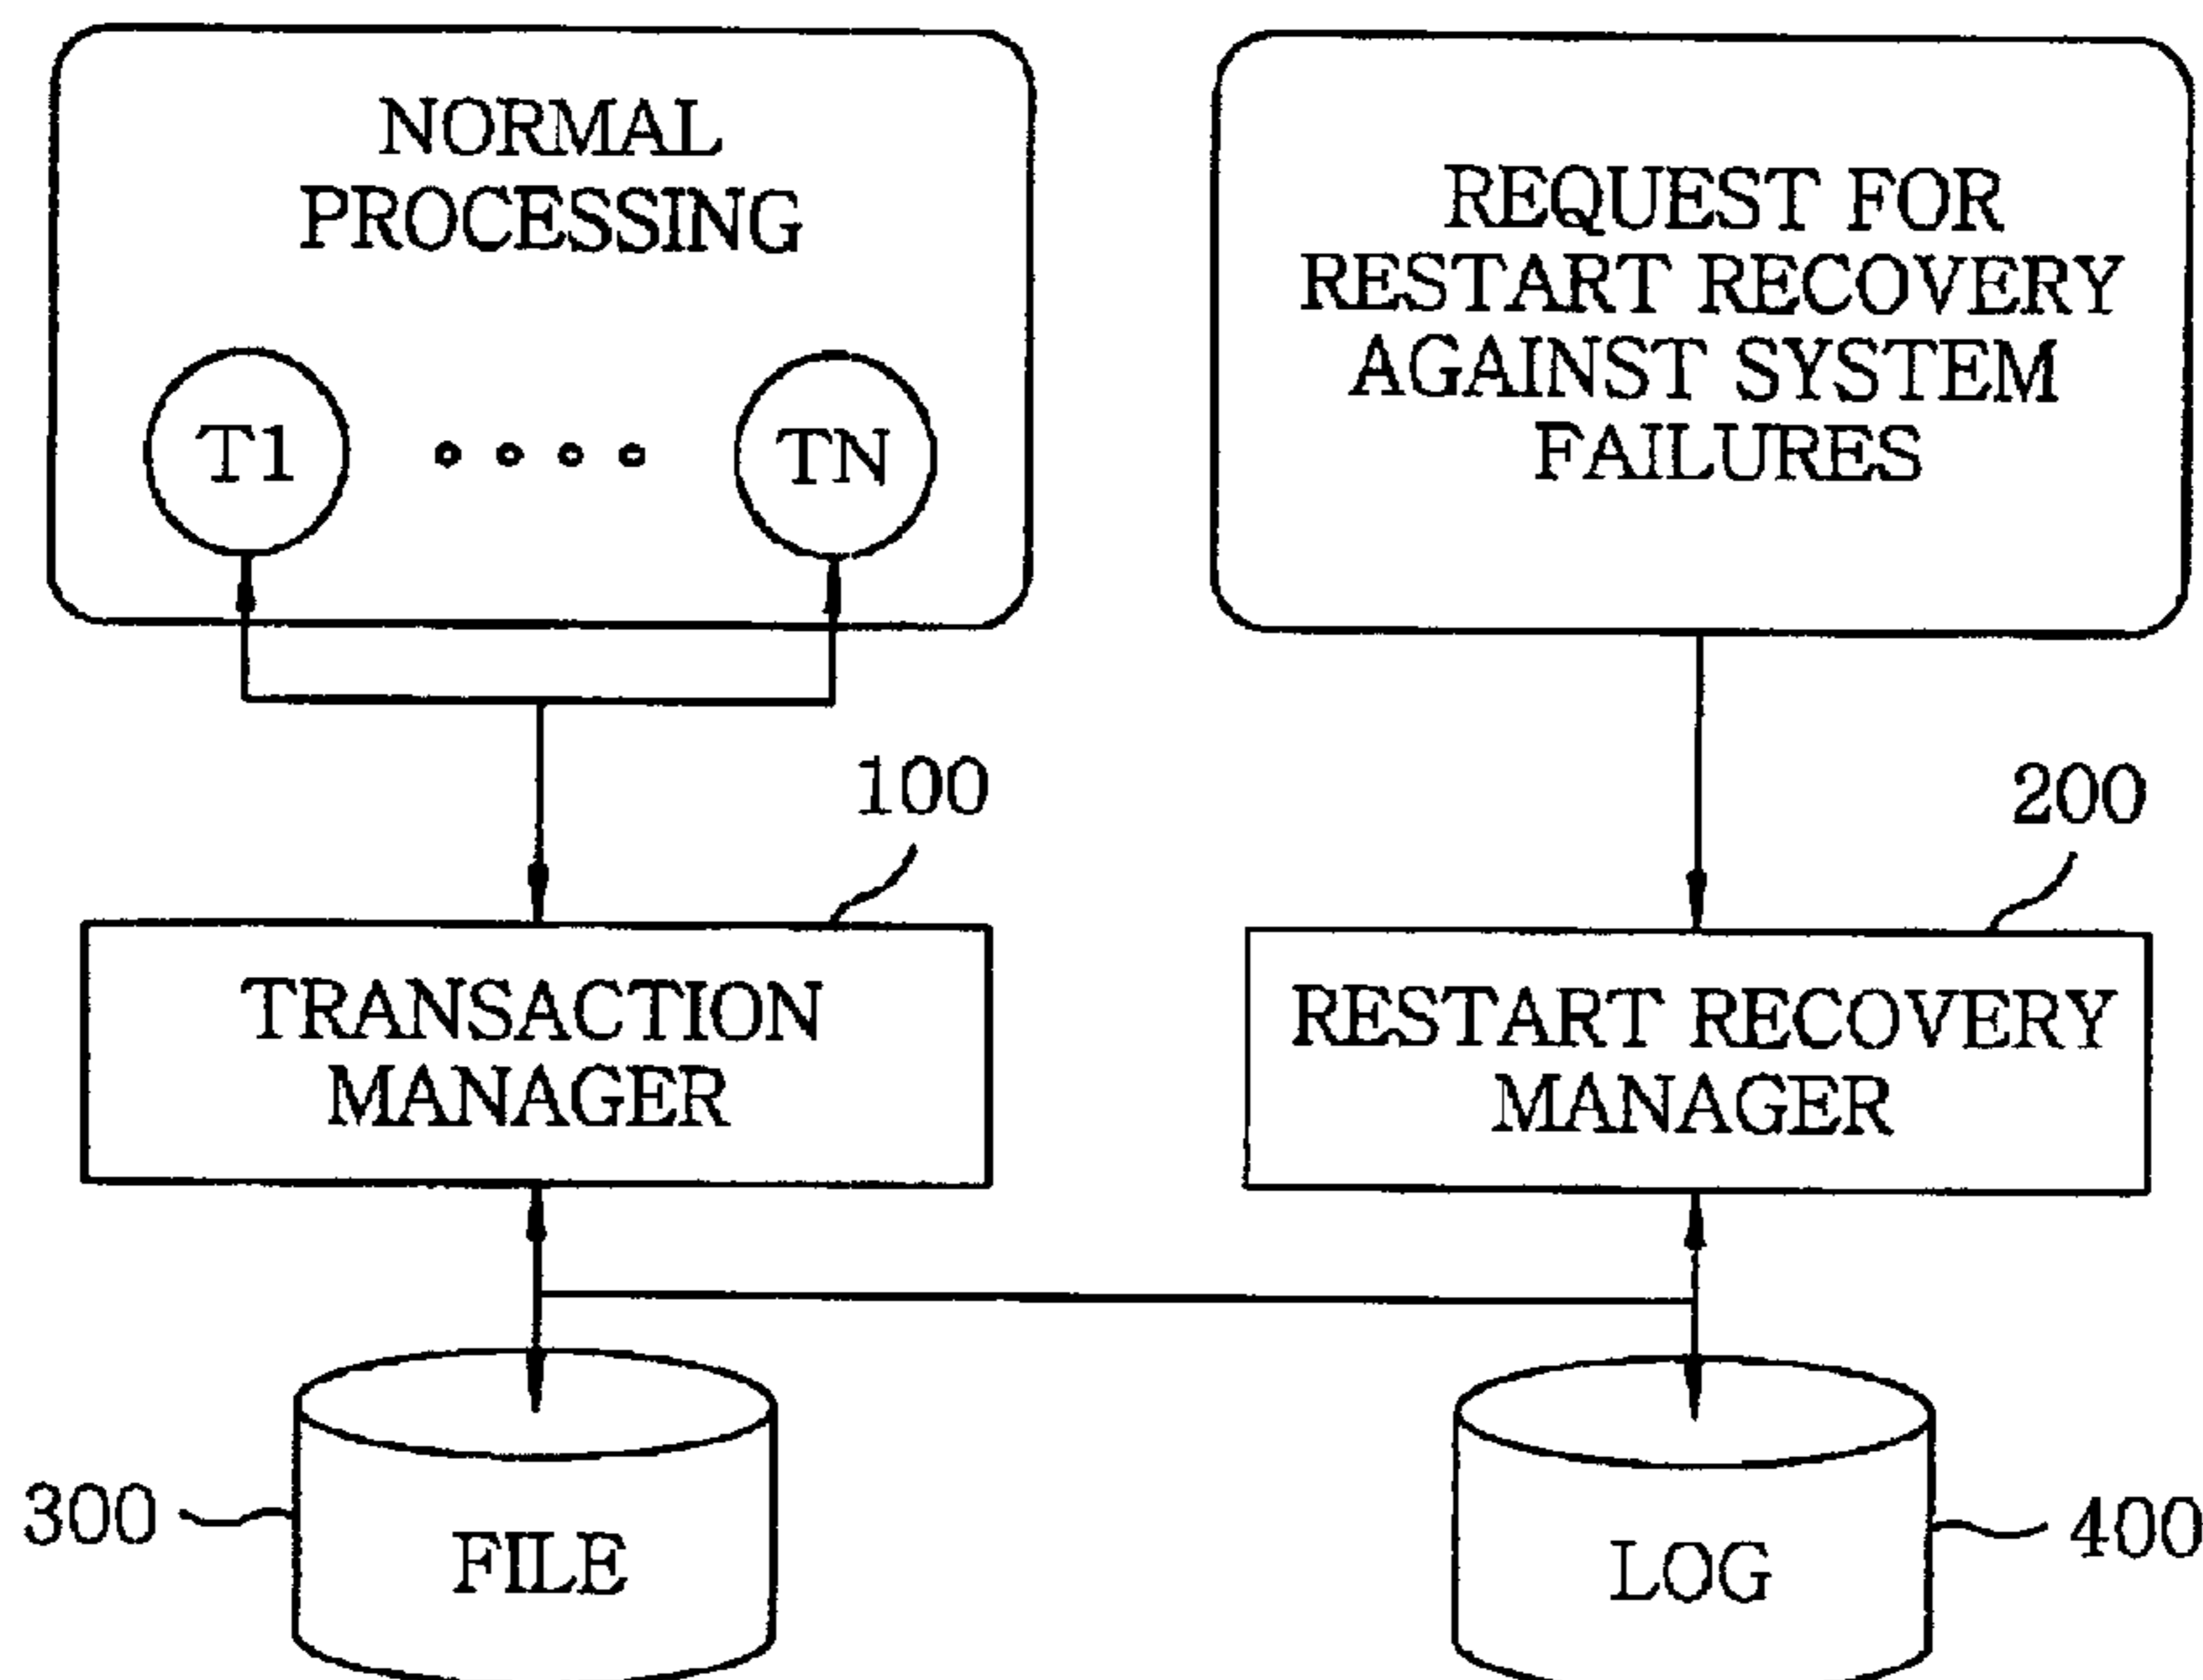 NORMAL
PROCESSING
T1
TN
REQUEST FOR
RESTART RECOVERY
AGAINST SYSTEM
FAILURES
100
200
TRANSACTION
MANAGER
RESTART RECOVERY
MANAGER
300
FILE
LOG
400